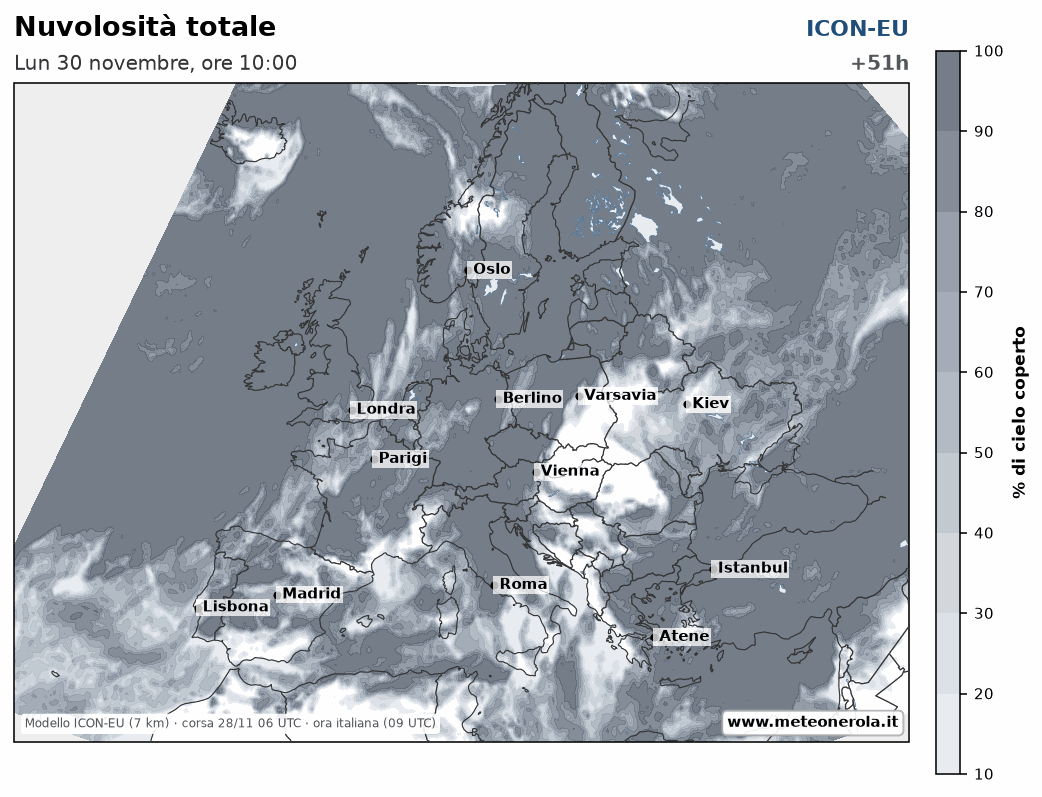 Nuvolosità totale
ICON-EU
Lun 30 novembre, ore 10:00
+51h
100
90
80
70
60
50
40
30
20
10
% di cielo coperto
Oslo
Londra
Berlino
Varsavia
Kiev
Parigi
Vienna
Istanbul
Roma
Madrid
Lisbona
Atene
Modello ICON-EU (7 km) · corsa 28/11 06 UTC · ora italiana (09 UTC)
www.meteonerola.it